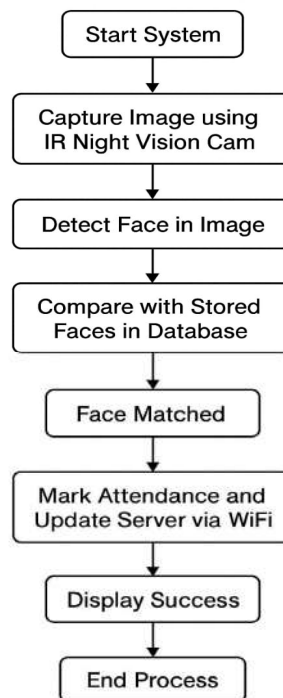 Start System
Capture Image using
IR Night Vision Cam
Detect Face in Image
Compare with Stored
Faces in Database
Face Matched
Mark Attendance and
Update Server via WiFi
Display Success
End Process